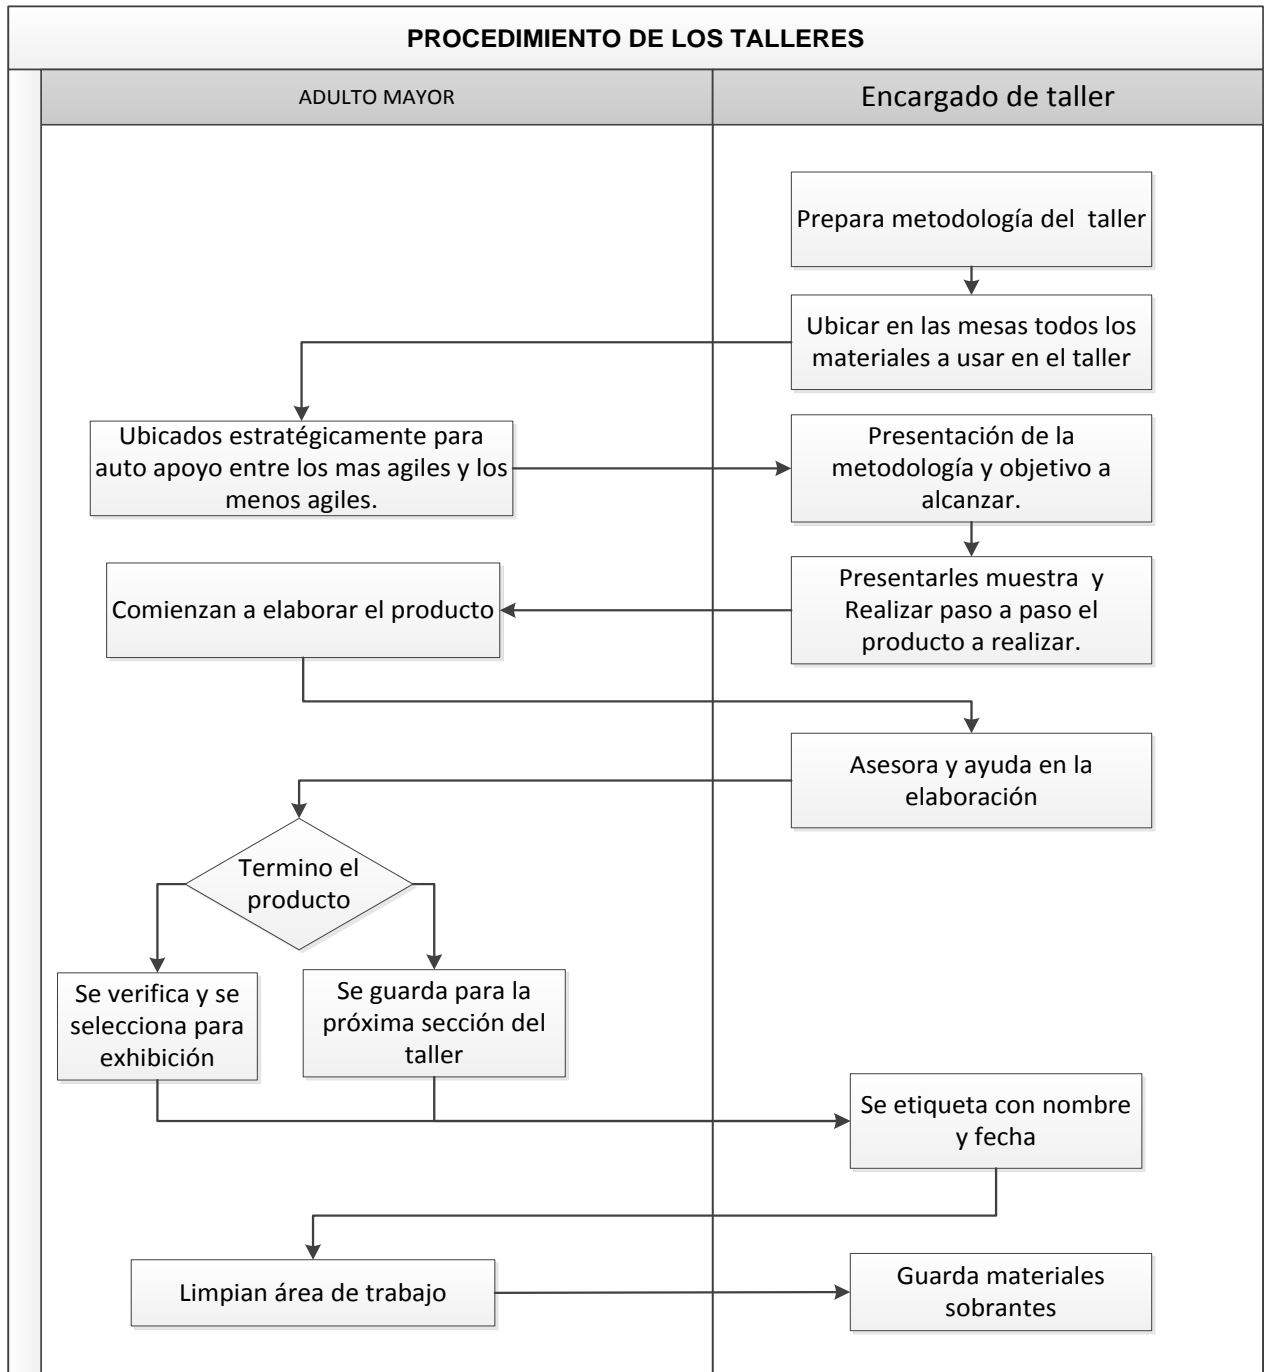 PROCEDIMIENTO DE LOS TALLERES
ADULTO MAYOR
Encargado de taller
Prepara metodología del taller
Ubicar en las mesas todos los
materiales a usar en el taller
Ubicados estratégicamente para
auto apoyo entre los mas agiles y los
menos agiles.
Presentación de la
metodología y objetivo a
alcanzar.
Presentarles muestra y
Realizar paso a paso el
producto a realizar.
Comienzan a elaborar el producto
Asesora y ayuda en la
elaboración
Termino el
producto
Se verifica y se
selecciona para
exhibición
Se guarda para la
próxima sección del
taller
Se etiqueta con nombre
y fecha
Limpian área de trabajo
Guarda materiales
sobrantes